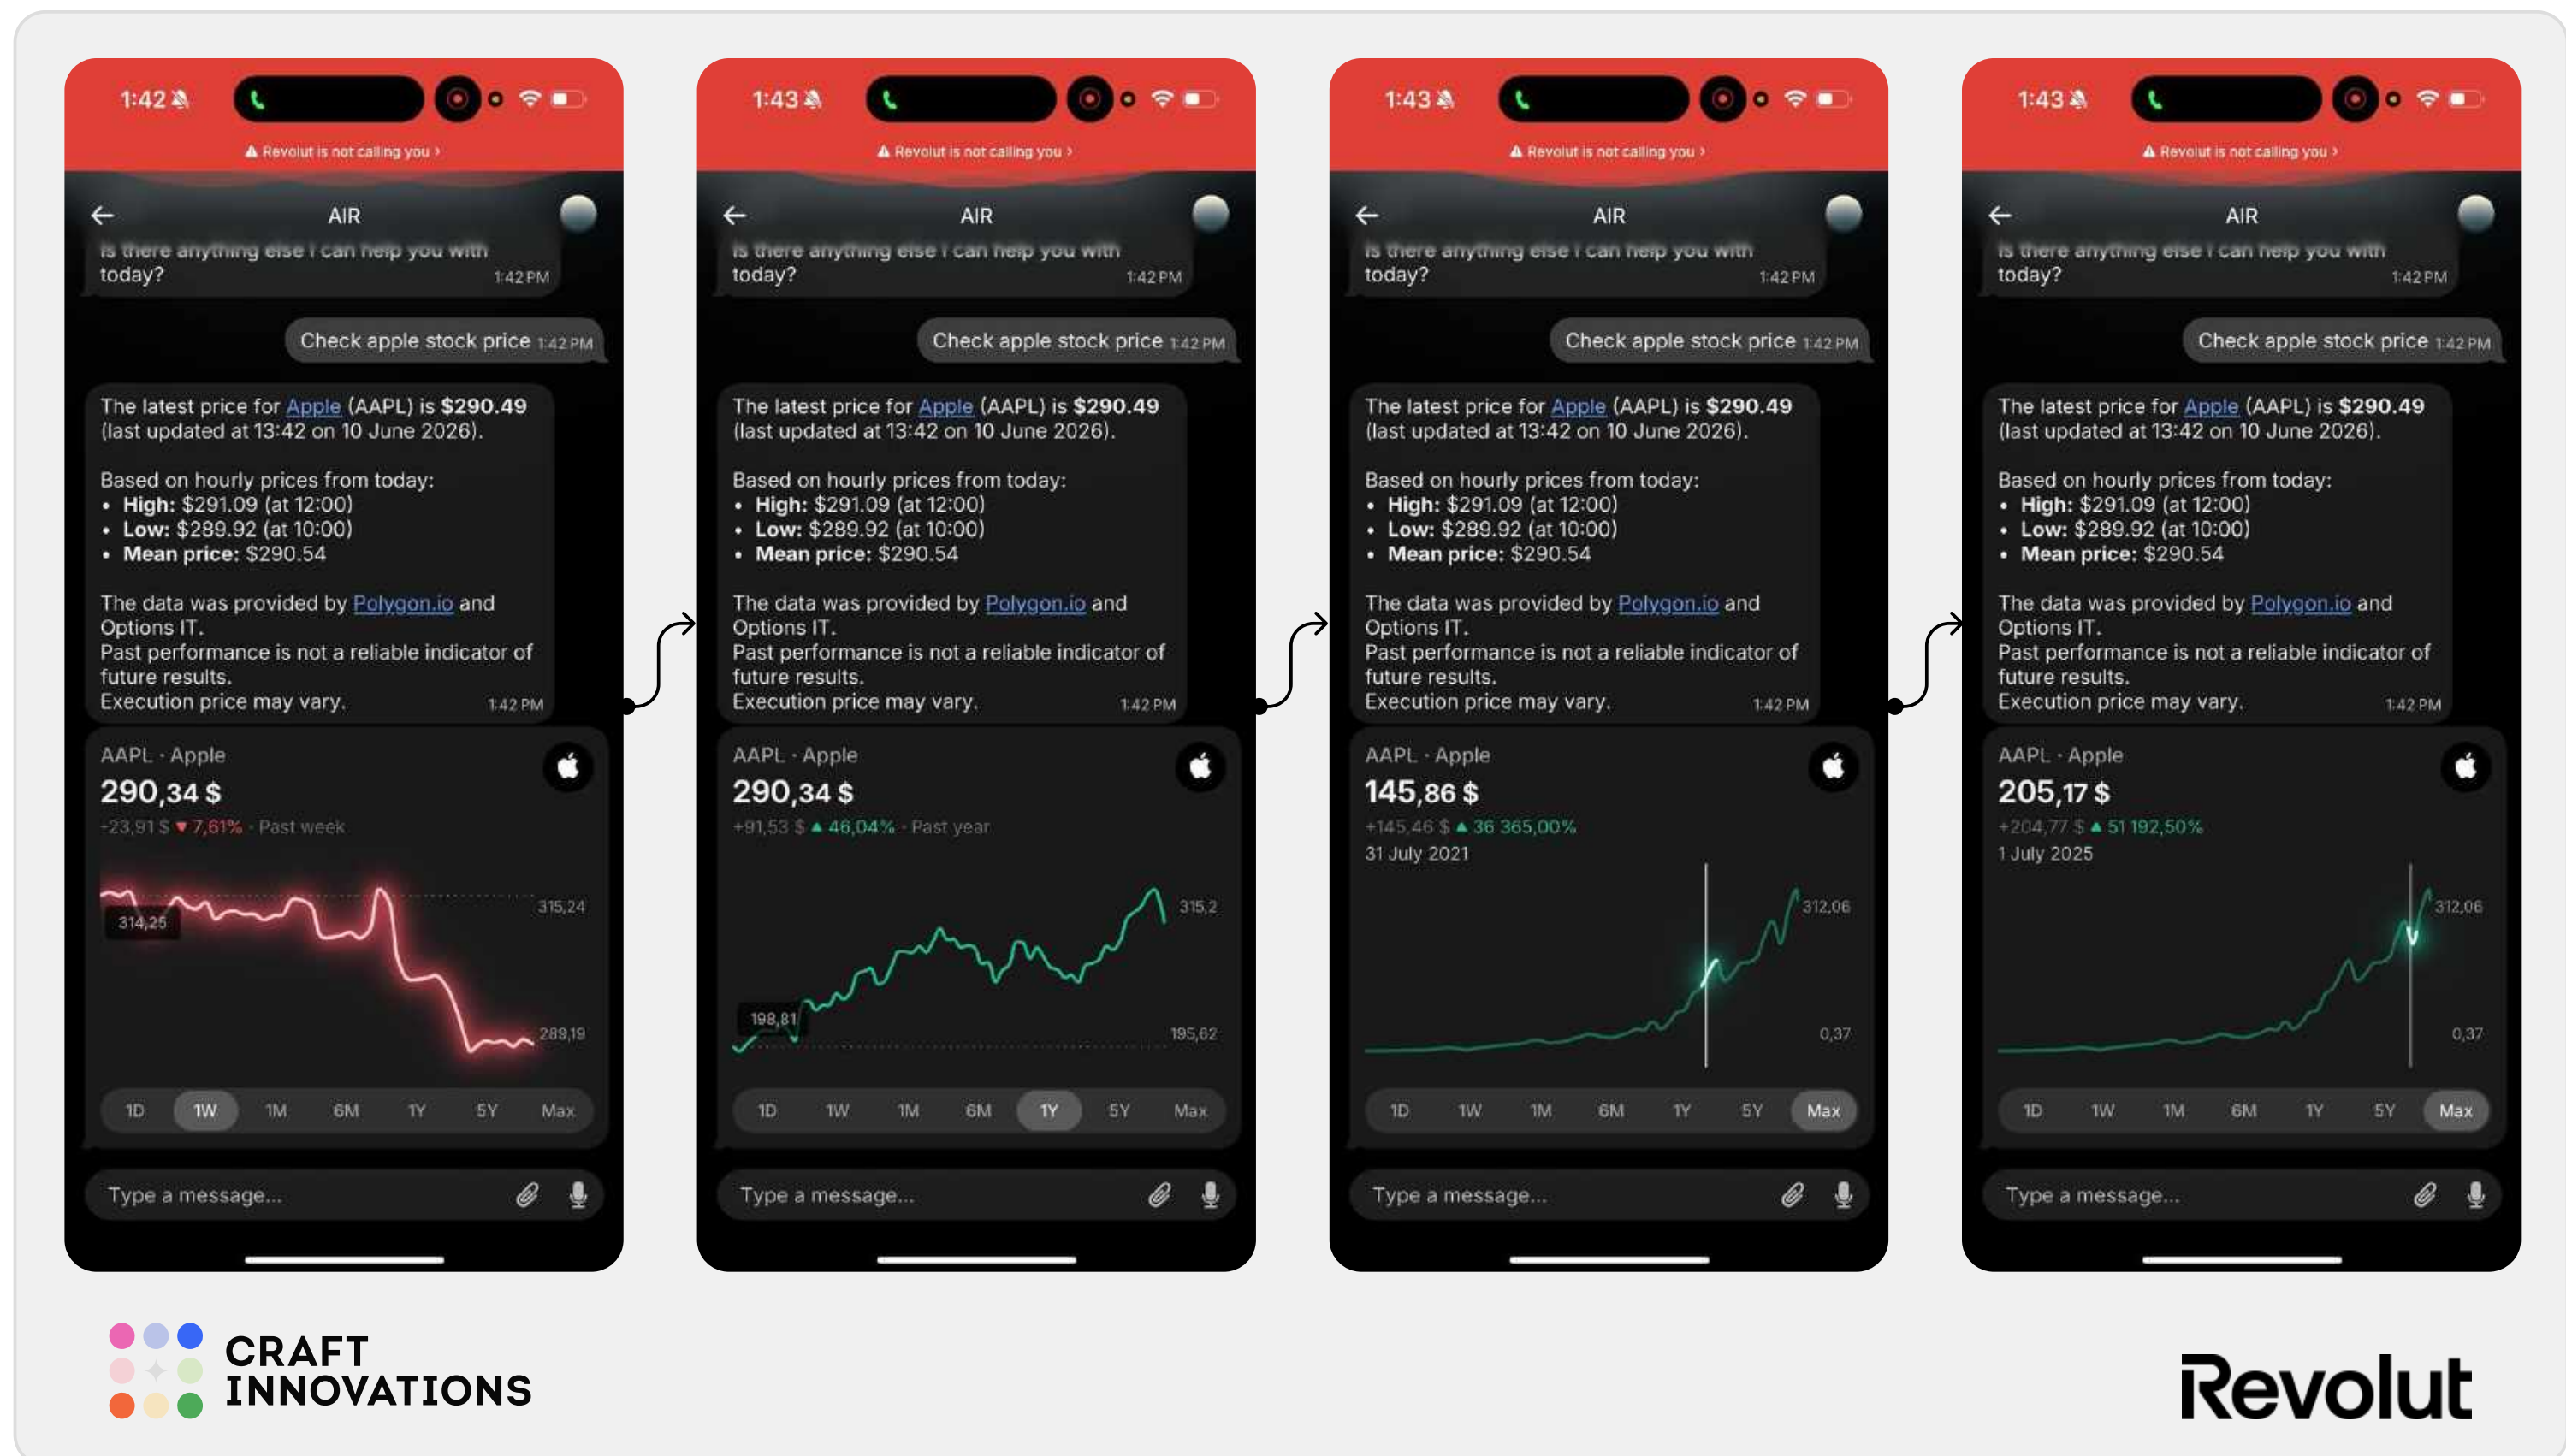 1:42
Revolut is not calling you >
AIR
Is there anything else I can help you with
today? 1:42 PM
Check apple stock price 1:42 PM
The latest price for Apple (AAPL) is $290.49
(last updated at 13:42 on 10 June 2026).
Based on hourly prices from today:
• High: $291.09 (at 12:00)
• Low: $289.92 (at 10:00)
• Mean price: $290.54
The data was provided by Polygon.io and
Options IT.
Past performance is not a reliable indicator of
future results.
Execution price may vary. 1:42 PM
AAPL · Apple
290,34 $
-23,91 $ ▼ 7,61% · Past week
315,24
314,25
289,19
1D 1W 1M 6M 1Y 5Y Max
Type a message...
1:43
Revolut is not calling you >
AIR
Is there anything else I can help you with
today? 1:42 PM
Check apple stock price 1:42 PM
The latest price for Apple (AAPL) is $290.49
(last updated at 13:42 on 10 June 2026).
Based on hourly prices from today:
• High: $291.09 (at 12:00)
• Low: $289.92 (at 10:00)
• Mean price: $290.54
The data was provided by Polygon.io and
Options IT.
Past performance is not a reliable indicator of
future results.
Execution price may vary. 1:42 PM
AAPL · Apple
290,34 $
+91,53 $ ▲ 46,04% · Past year
315,2
198,81
195,62
1D 1W 1M 6M 1Y 5Y Max
Type a message...
1:43
Revolut is not calling you >
AIR
Is there anything else I can help you with
today? 1:42 PM
Check apple stock price 1:42 PM
The latest price for Apple (AAPL) is $290.49
(last updated at 13:42 on 10 June 2026).
Based on hourly prices from today:
• High: $291.09 (at 12:00)
• Low: $289.92 (at 10:00)
• Mean price: $290.54
The data was provided by Polygon.io and
Options IT.
Past performance is not a reliable indicator of
future results.
Execution price may vary. 1:42 PM
AAPL · Apple
145,86 $
+145,46 $ ▲ 36 365,00%
31 July 2021
312,06
0,37
1D 1W 1M 6M 1Y 5Y Max
Type a message...
1:43
Revolut is not calling you >
AIR
Is there anything else I can help you with
today? 1:42 PM
Check apple stock price 1:42 PM
The latest price for Apple (AAPL) is $290.49
(last updated at 13:42 on 10 June 2026).
Based on hourly prices from today:
• High: $291.09 (at 12:00)
• Low: $289.92 (at 10:00)
• Mean price: $290.54
The data was provided by Polygon.io and
Options IT.
Past performance is not a reliable indicator of
future results.
Execution price may vary. 1:42 PM
AAPL · Apple
205,17 $
+204,77 $ ▲ 51 192,50%
1 July 2025
312,06
0,37
1D 1W 1M 6M 1Y 5Y Max
Type a message...
CRAFT
INNOVATIONS
Revolut